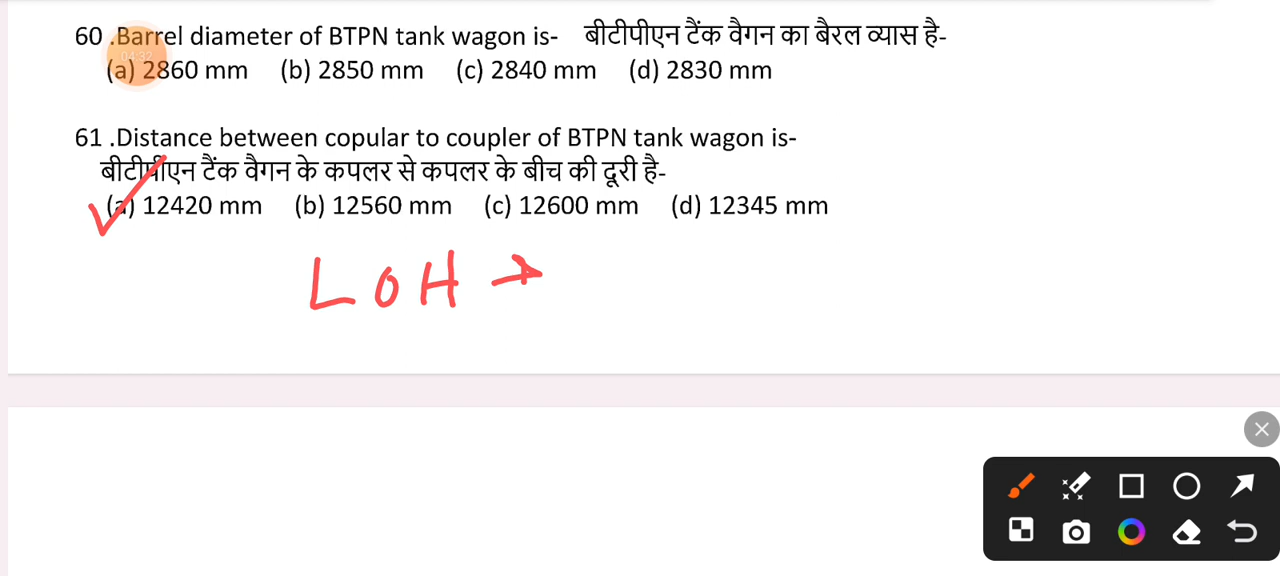 60 .Barrel diameter of BTPN tank wagon is- बीटीपीएन टैंक वैगन का बैरल व्यास है-
04:32
(a) 2860 mm (b) 2850 mm (c) 2840 mm (d) 2830 mm
61 .Distance between copular to coupler of BTPN tank wagon is-
बीटीपीएन टैंक वैगन के कपलर से कपलर के बीच की दूरी है-
(a) 12420 mm (b) 12560 mm (c) 12600 mm (d) 12345 mm
LOH →